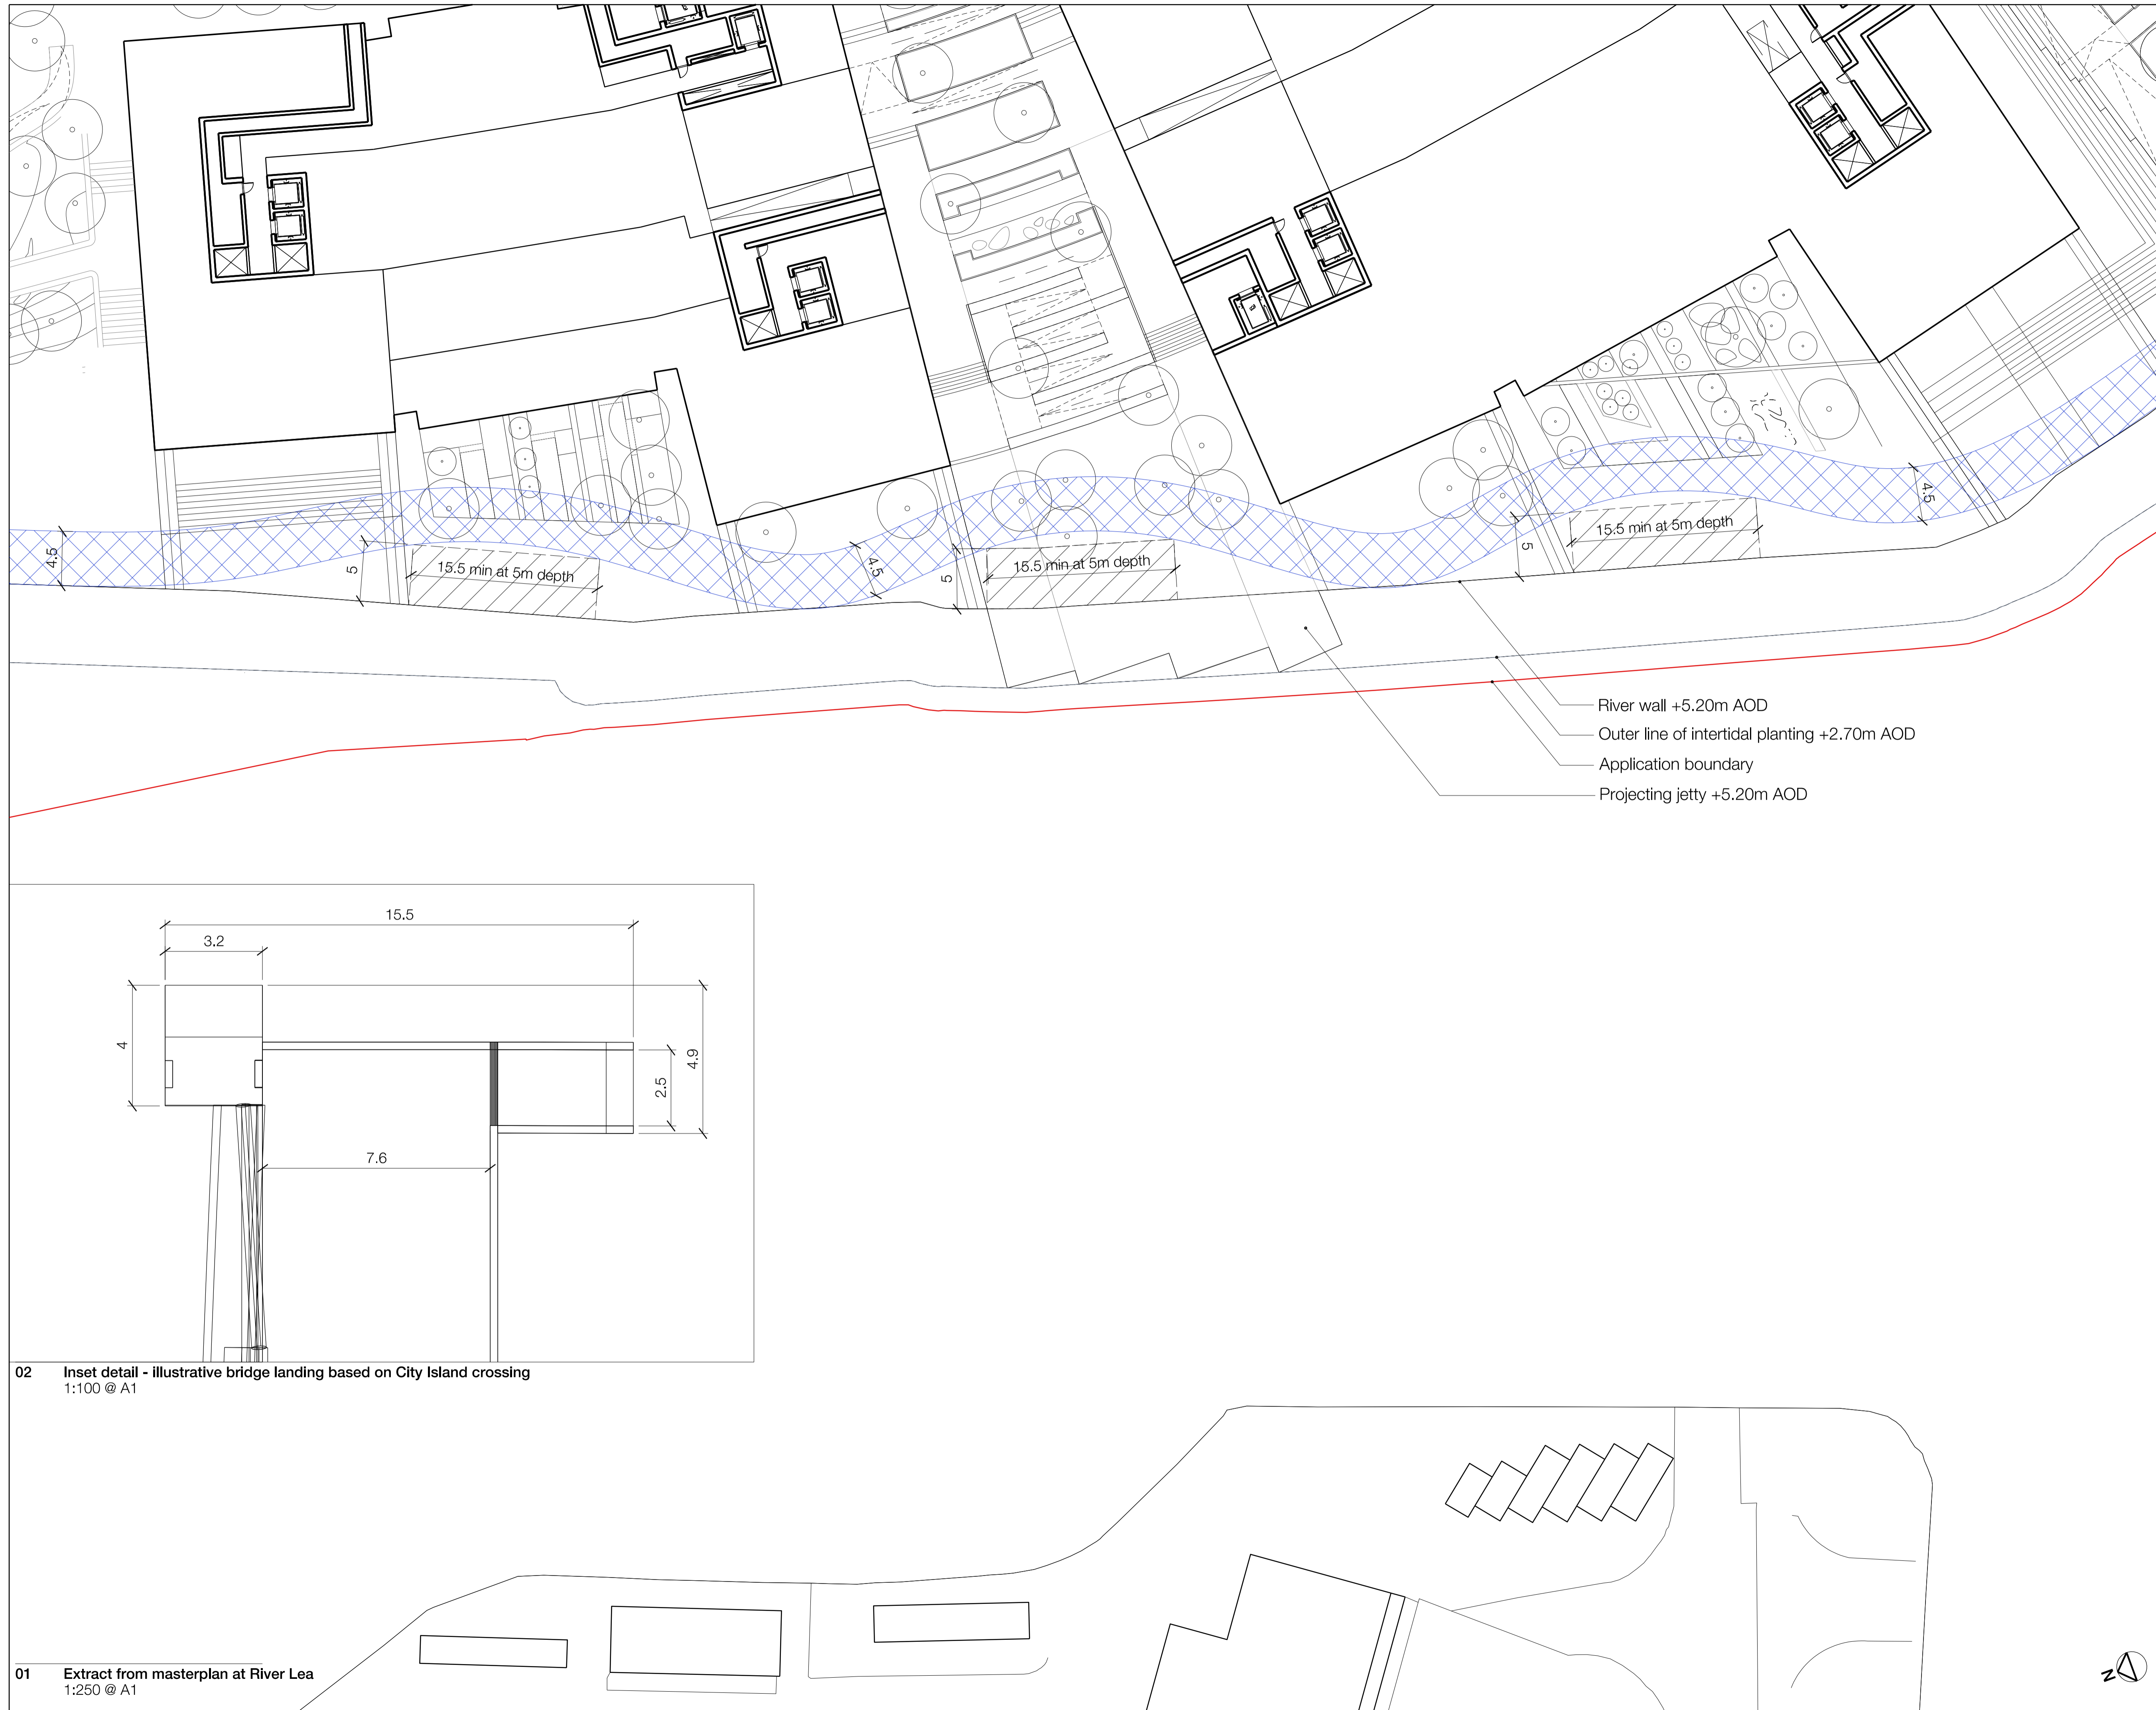 4.5
5
15.5 min at 5m depth
4.5
5
15.5 min at 5m depth
5
15.5 min at 5m depth
4.5
River wall +5.20m AOD
Outer line of intertidal planting +2.70m AOD
Application boundary
Projecting jetty +5.20m AOD
15.5
3.2
4
2.5
4.9
7.6
02 Inset detail - illustrative bridge landing based on City Island crossing
1:100 @ A1
01 Extract from masterplan at River Lea
1:250 @ A1
N